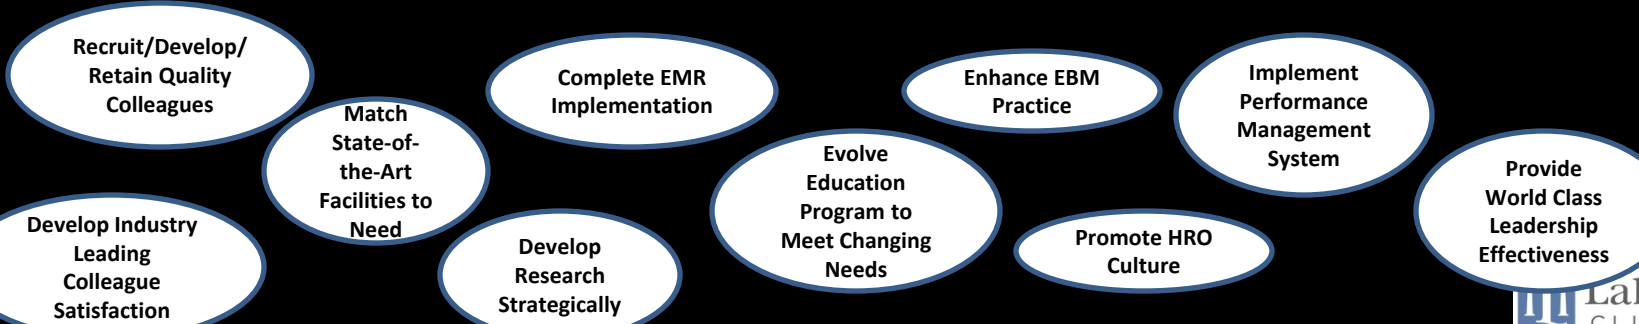 Recruit/Develop/
Retain Quality
Colleagues
Match
State-of-
the-Art
Facilities to
Need
Develop Industry
Leading
Colleague
Satisfaction
Complete EMR
Implementation
Develop
Research
Strategically
Evolve
Education
Program to
Meet Changing
Needs
Enhance EBM
Practice
Promote HRO
Culture
Implement
Performance
Management
System
Provide
World Class
Leadership
Effectiveness